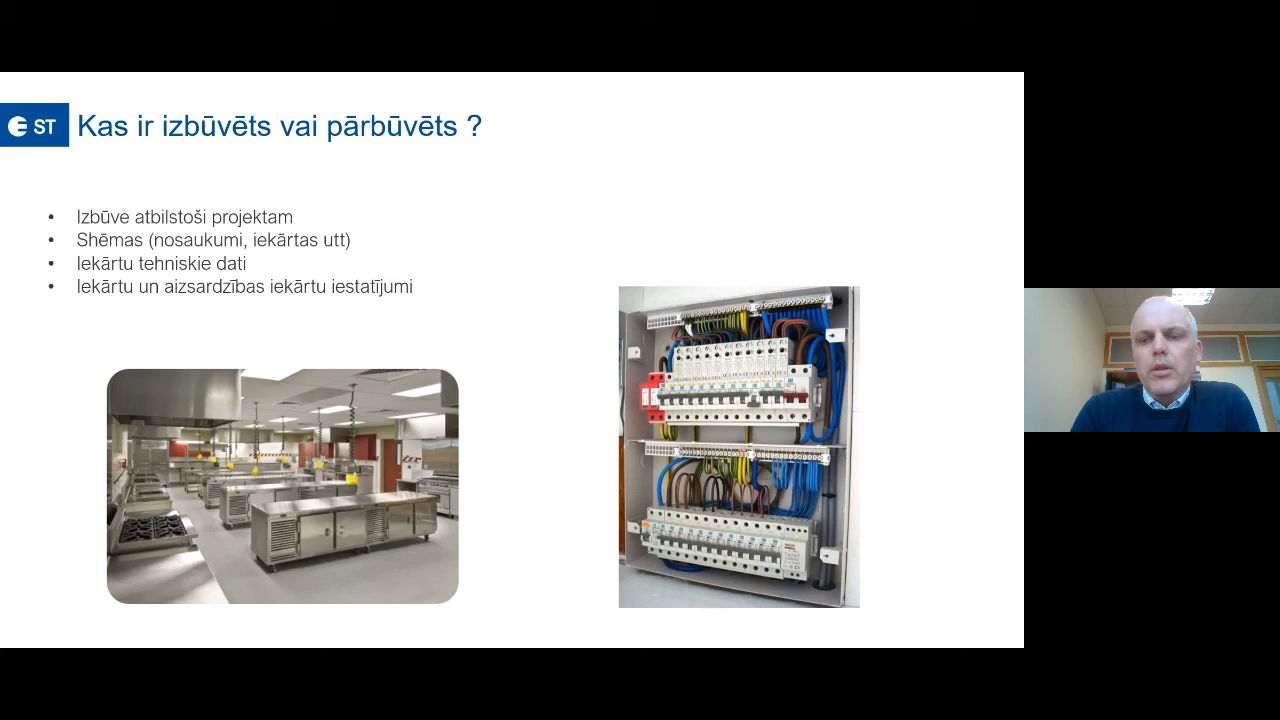 ST
Kas ir izbūvēts vai pārbūvēts ?
• Izbūve atbilstoši projektam
• Shēmas (nosaukumi, iekārtas utt)
• Iekārtu tehniskie dati
• Iekārtu un aizsardzības iekārtu iestatījumi